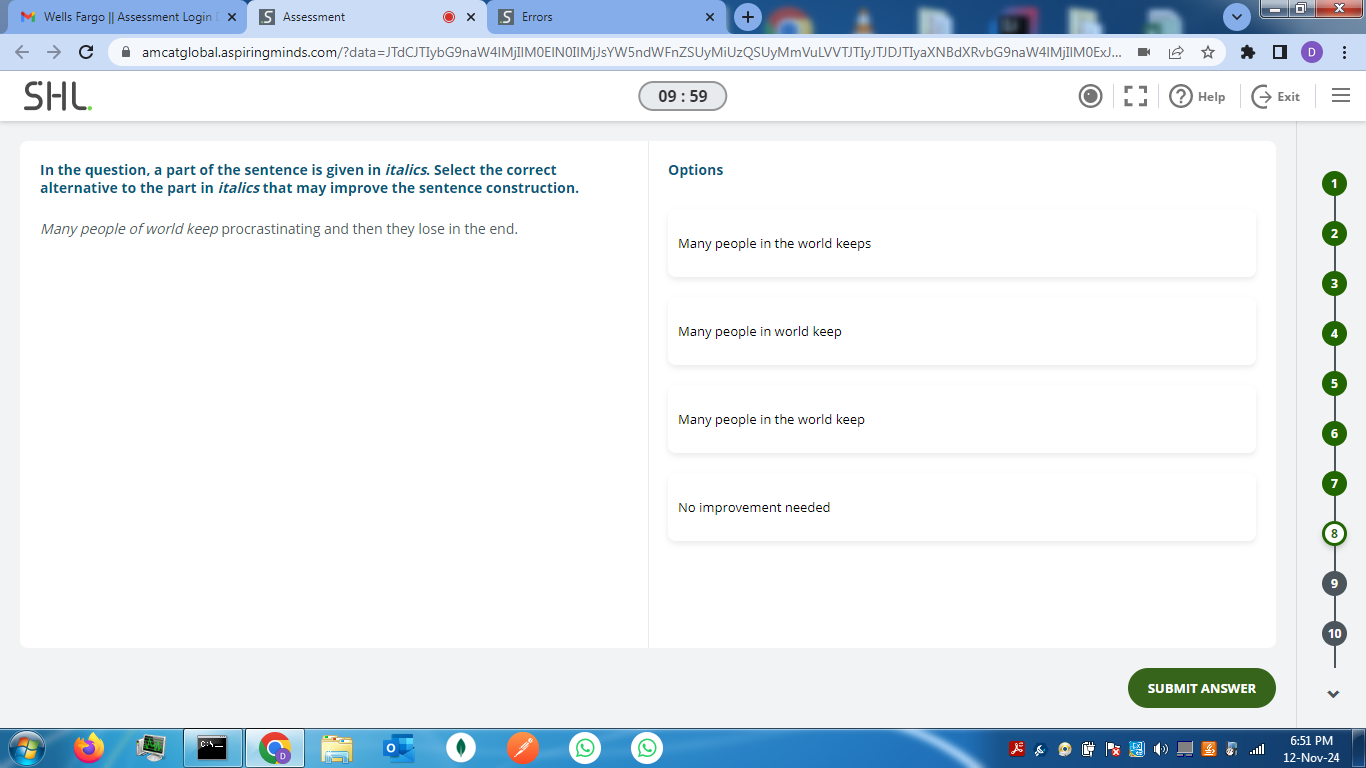 Wells Fargo || Assessment Login
Assessment
Errors
amcatglobal.aspiringminds.com/?data=JTdCJTIybG9naW4lMjIlM0ElN0IlMjJsYW5ndWFnZSUyMiUzQSUyMmVuLVVTJTIyJTJDJTIyaXNBdXRvbG9naW4lMjIlM0ExJ...
D
SHL.
09 : 59
Help
Exit
In the question, a part of the sentence is given in italics. Select the correct
alternative to the part in italics that may improve the sentence construction.
Many people of world keep procrastinating and then they lose in the end.
Options
Many people in the world keeps
Many people in world keep
Many people in the world keep
No improvement needed
1
2
3
4
5
6
7
8
9
10
SUBMIT ANSWER
6:51 PM
12-Nov-24